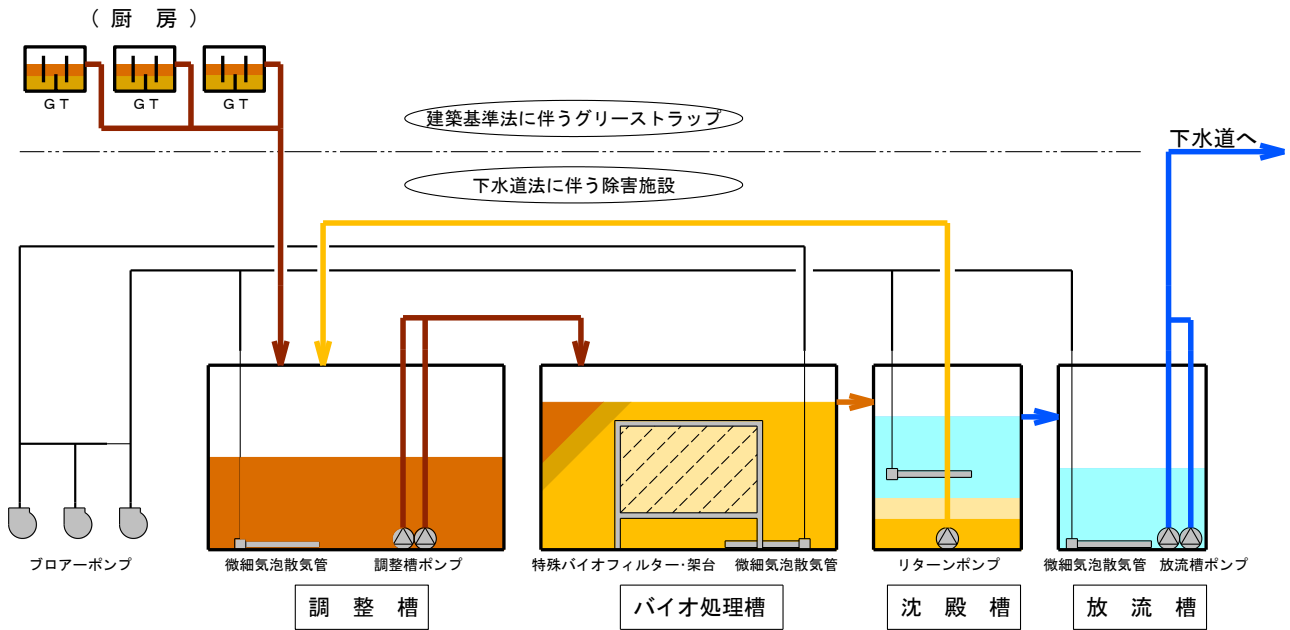 (厨 房)
GT
GT
GT
建築基準法に伴うグリーストラップ
下水道へ
下水道法に伴う除害施設
ブロアーポンプ
微細気泡散気管
調整槽ポンプ
特殊バイオフィルター・架台
微細気泡散気管
リターンポンプ
微細気泡散気管
放流槽ポンプ
調 整 槽
バイオ処理槽
沈 殿 槽
放 流 槽